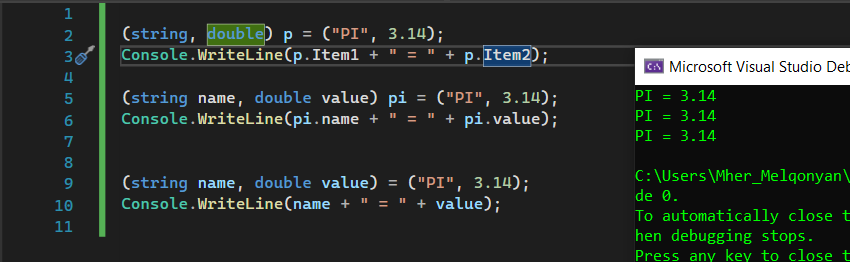 1
2 (string, double) p = ("PI", 3.14);
3 Console.WriteLine(p.Item1 + " = " + p.Item2);
4
5 (string name, double value) pi = ("PI", 3.14);
6 Console.WriteLine(pi.name + " = " + pi.value);
7
8
9 (string name, double value) = ("PI", 3.14);
10 Console.WriteLine(name + " = " + value);
11
C:\ Microsoft Visual Studio Deb
PI = 3.14
PI = 3.14
PI = 3.14
C:\Users\Mher_Melqonyan\
de 0.
To automatically close t
hen debugging stops.
Press any key to close t